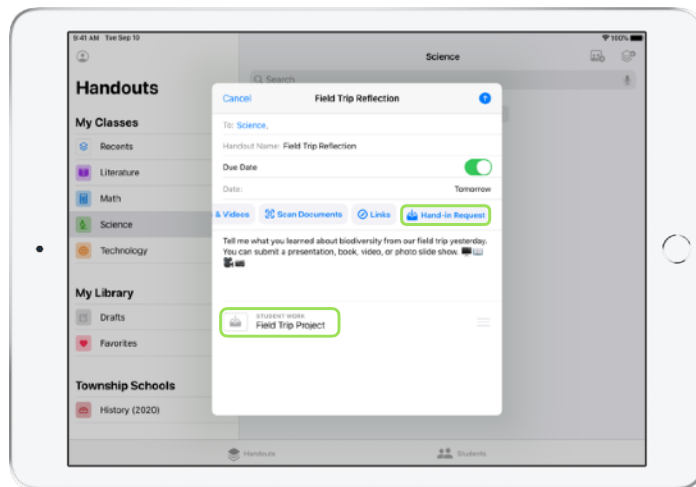 9:41 AM Tue Sep 10
100%
Science
Handouts
Search
My Classes
Recents
Literature
Math
Science
Technology
My Library
Drafts
Favorites
Township Schools
History (2020)
Cancel
Field Trip Reflection
To: Science,
Handout Name: Field Trip Reflection
Due Date
Date:
Tomorrow
& Videos
Scan Documents
Links
Hand-in Request
Tell me what you learned about biodiversity from our field trip yesterday.
You can submit a presentation, book, video, or photo slide show. 🖥️📖
🎥📷
STUDENT WORK
Field Trip Project
Handouts
Students